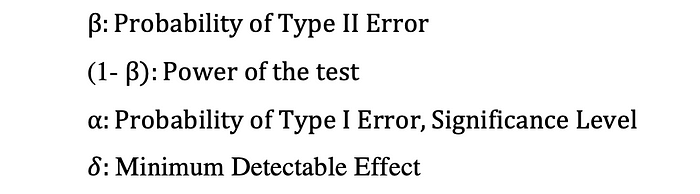 β: Probability of Type II Error
(1- β): Power of the test
α: Probability of Type I Error, Significance Level
δ: Minimum Detectable Effect